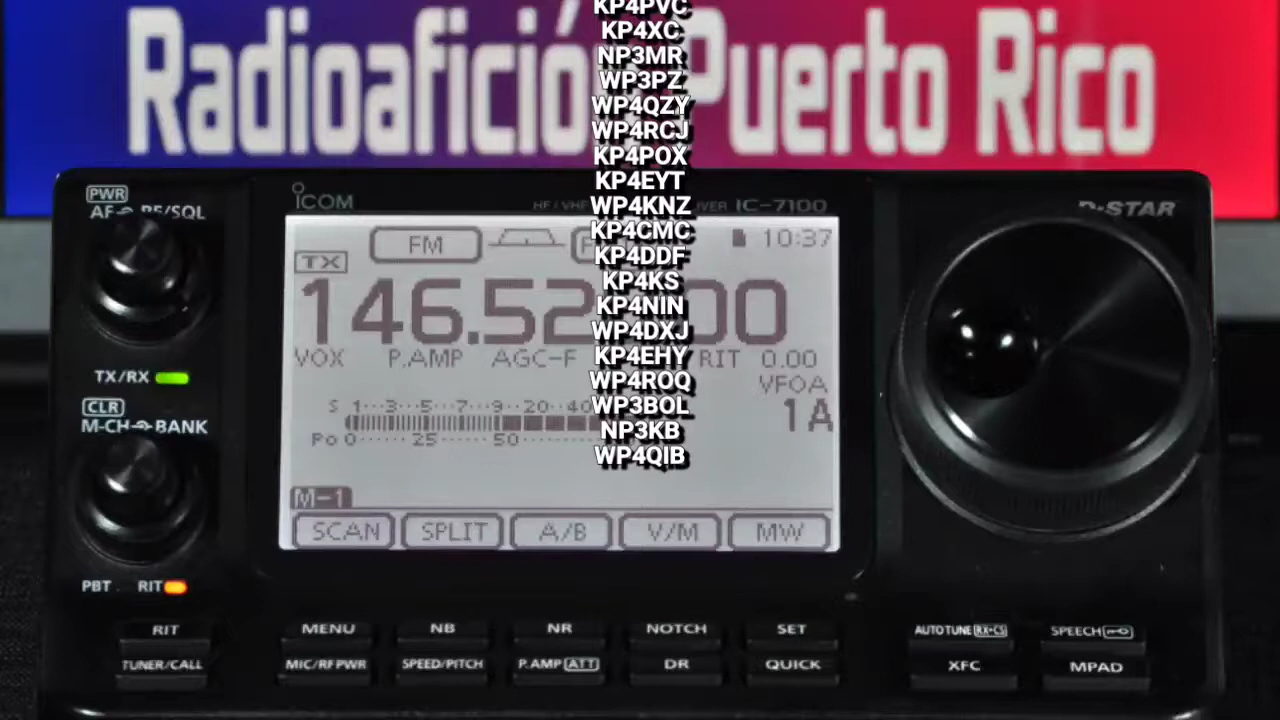 KP4PVC
KP4XC
NP3MR
WP3PZ
WP4QZY
WP4RCJ
KP4POX
KP4EYT
WP4KNZ
KP4CMC
KP4DDF
KP4KS
KP4NIN
WP4DXJ
KP4EHY
WP4ROQ
WP3BOL
NP3KB
WP4QIB
Radioafició Puerto Rico
PWR
AF RF/SQL
ICOM
HF/VHF
IC-7100
D-STAR
FM
10:37
TX
146.52 00
VOX P.AMP AGC-F RIT 0.00
VFOA
1A
S 1 3 5 7 9 20 40
Po 0 25 50
M-1
SCAN SPLIT A/B V/M MW
TX/RX
CLR
M-CH BANK
PBT RIT
RIT MENU NB NR NOTCH SET AUTOTUNE RX•CS SPEECH
TUNER/CALL MIC/RF PWR SPEED/PITCH P.AMP ATT DR QUICK XFC MPAD